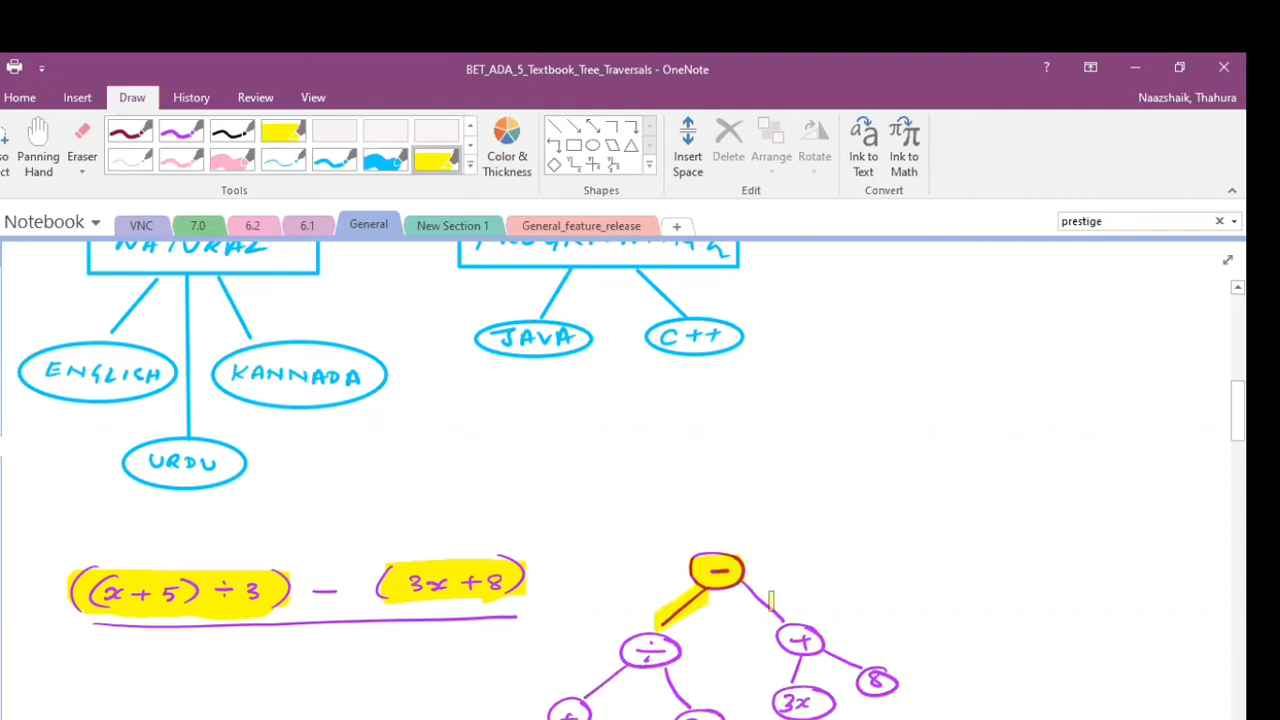 BET_ADA_5_Textbook_Tree_Traversals - OneNote
?
Home Insert Draw History Review View
Naazshaik, Thahura
Panning Hand
Eraser
Color & Thickness
Insert Space
Delete
Arrange
Rotate
Ink to Text
Ink to Math
Tools
Shapes
Edit
Convert
Notebook
VNC 7.0 6.2 6.1 General New Section 1 General_feature_release +
prestige
NATURAL
JAVA C++
ENGLISH KANNADA
URDU
((x + 5) ÷ 3) - (3x + 8)
-
÷ +
3x 8